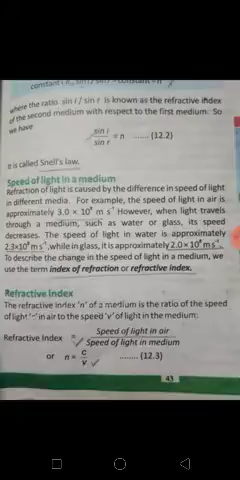 where the ratio sin i / sin r is known as the refractive index
of the second medium with respect to the first medium: So
we have
sin i / sin r = n ...... (12.2)
It is called Snell's law.
Speed of light in a medium
Refraction of light is caused by the difference in speed of light
in different media. For example, the speed of light in air is
approximately 3.0 × 10⁸ m s⁻¹ However, when light travels
through a medium, such as water or glass, its speed
decreases. The speed of light in water is approximately
2.3×10⁸ m s⁻¹, while in glass, it is approximately 2.0 × 10⁸ m s⁻¹.
To describe the change in the speed of light in a medium, we
use the term index of refraction or refractive index.
Refractive Index
The refractive index 'n' of a medium is the ratio of the speed
of light 'c' in air to the speed 'v' of light in the medium:
Refractive Index = Speed of light in air / Speed of light in medium
or n = c / v ........ (12.3)
43